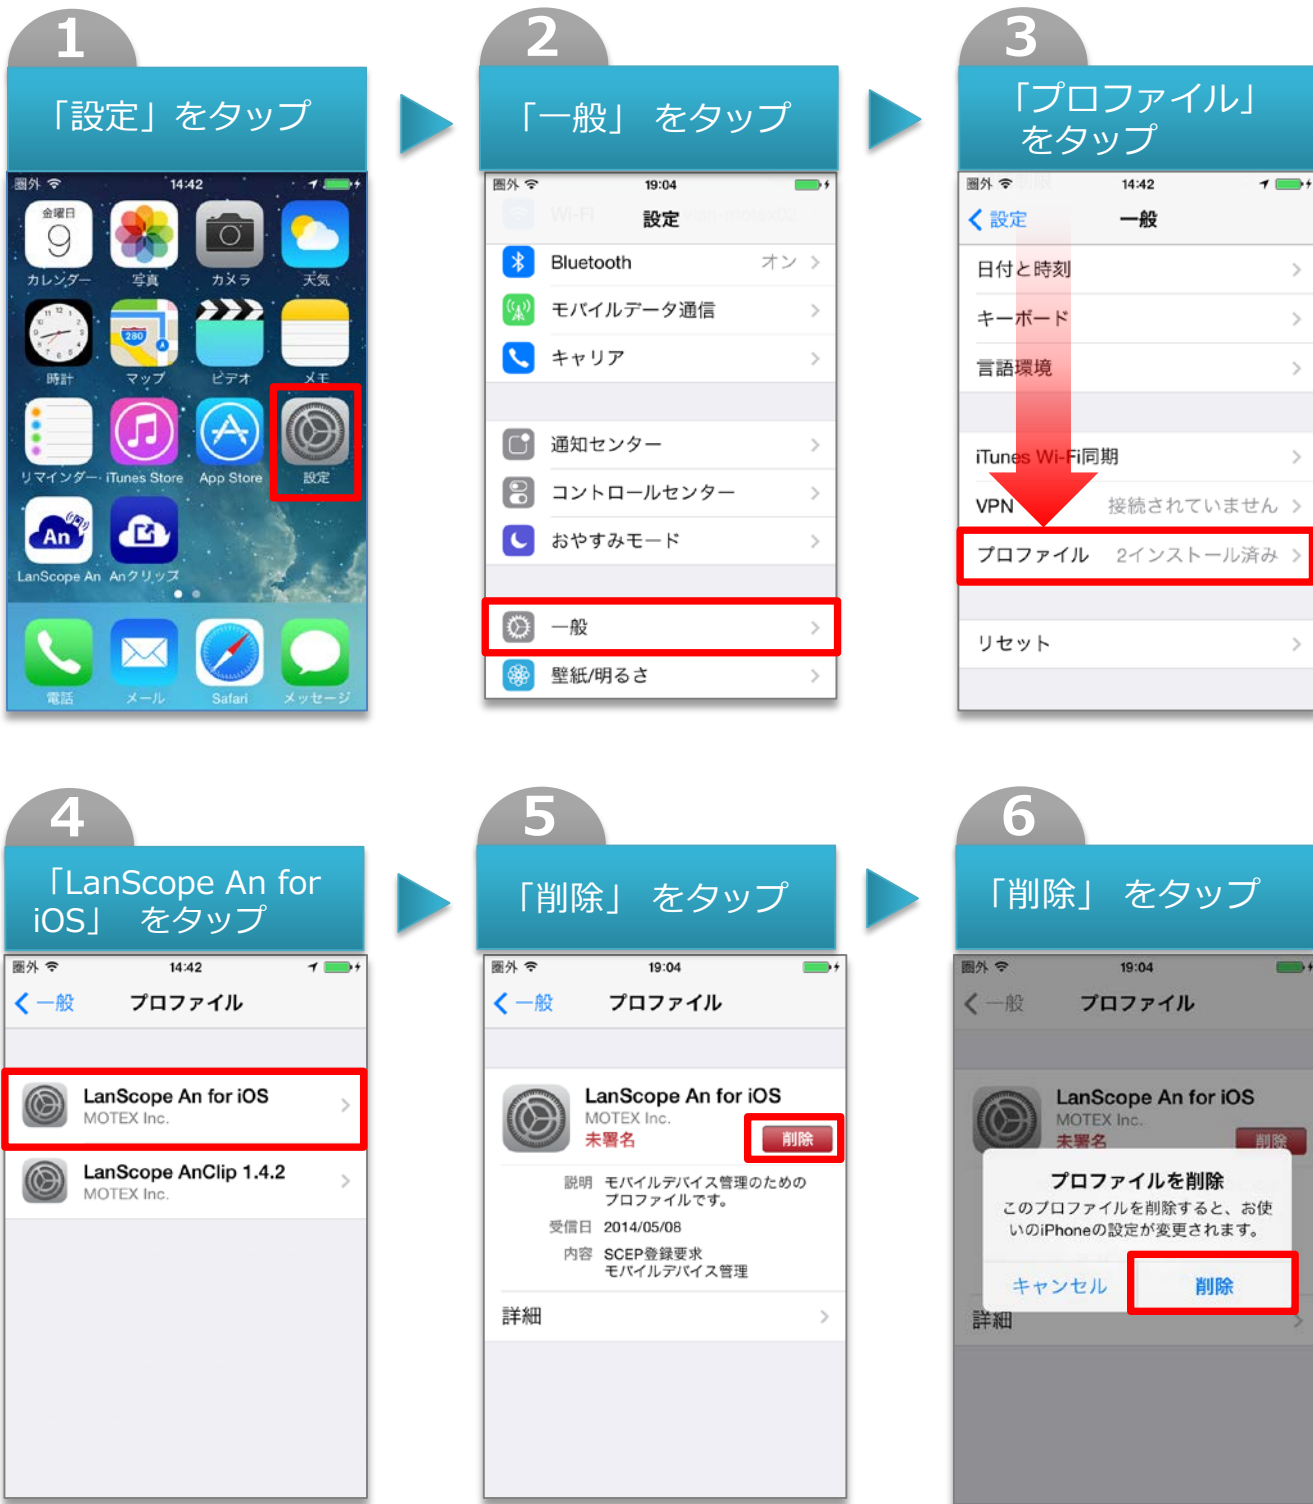 1
「設定」をタップ
圏外 14:42
金曜日
9
カレンダー 写真 カメラ 天気
280
時計 マップ ビデオ メモ
リマインダー iTunes Store App Store 設定
An
LanScope An Anクリップ
電話 メール Safari メッセージ
2
「一般」 をタップ
圏外 19:04
Wi-Fi
設定
Bluetooth オン
モバイルデータ通信
キャリア
通知センター
コントロールセンター
おやすみモード
一般
壁紙/明るさ
3
「プロファイル」
をタップ
圏外 14:42
設定 一般
日付と時刻
キーボード
言語環境
iTunes Wi-Fi同期
VPN 接続されていません
プロファイル 2インストール済み
リセット
4
「LanScope An for
iOS」 をタップ
圏外 14:42
一般 プロファイル
LanScope An for iOS
MOTEX Inc.
LanScope AnClip 1.4.2
MOTEX Inc.
5
「削除」 をタップ
圏外 19:04
一般 プロファイル
LanScope An for iOS
MOTEX Inc.
未署名 削除
説明 モバイルデバイス管理のための
プロファイルです。
受信日 2014/05/08
内容 SCEP登録要求
モバイルデバイス管理
詳細
6
「削除」 をタップ
圏外 19:04
一般 プロファイル
LanScope An for iOS
MOTEX Inc.
未署名 削除
プロファイルを削除
このプロファイルを削除すると、お使
いのiPhoneの設定が変更されます。
キャンセル 削除
詳細